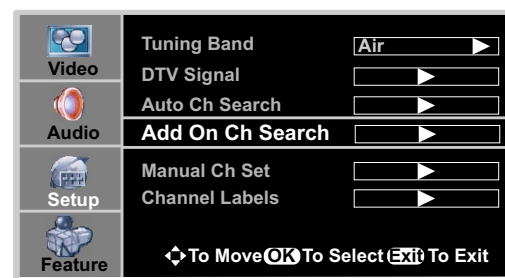 Video
Audio
Setup
Feature
Tuning Band Air
DTV Signal
Auto Ch Search
Add On Ch Search
Manual Ch Set
Channel Labels
To Move OK To Select Exit To Exit